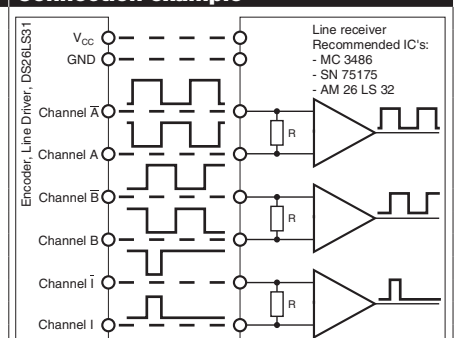 Connection example
Encoder, Line Driver, DS26LS31
VCC
GND
Channel A̅
Channel A
Channel B̅
Channel B
Channel I̅
Channel I
Line receiver
Recommended IC's:
- MC 3486
- SN 75175
- AM 26 LS 32
R
R
R